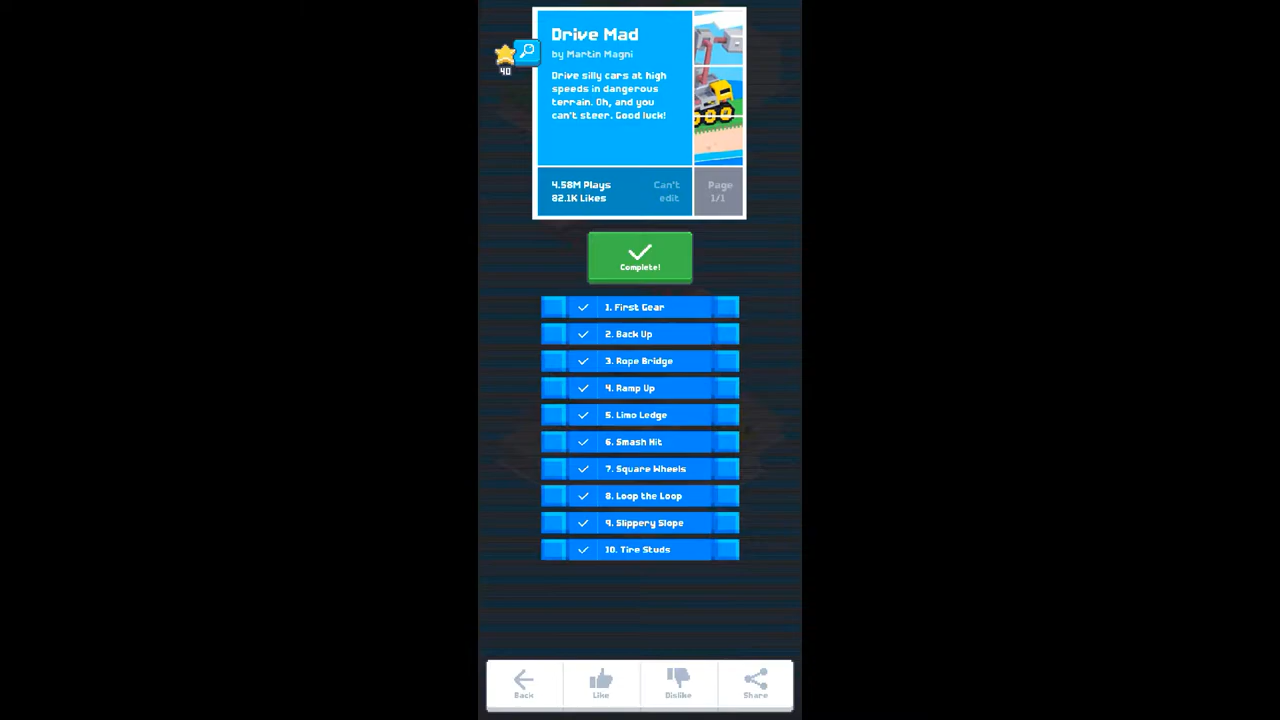 Drive Mad
by Martin Magni
Drive silly cars at high
speeds in dangerous
terrain. Oh, and you
can't steer. Good luck!
40
4.58M Plays
82.1K Likes
Can't
edit
Page
1/1
Complete!
1. First Gear
2. Back Up
3. Rope Bridge
4. Ramp Up
5. Limo Ledge
6. Smash Hit
7. Square Wheels
8. Loop the Loop
9. Slippery Slope
10. Tire Studs
Back
Like
Dislike
Share